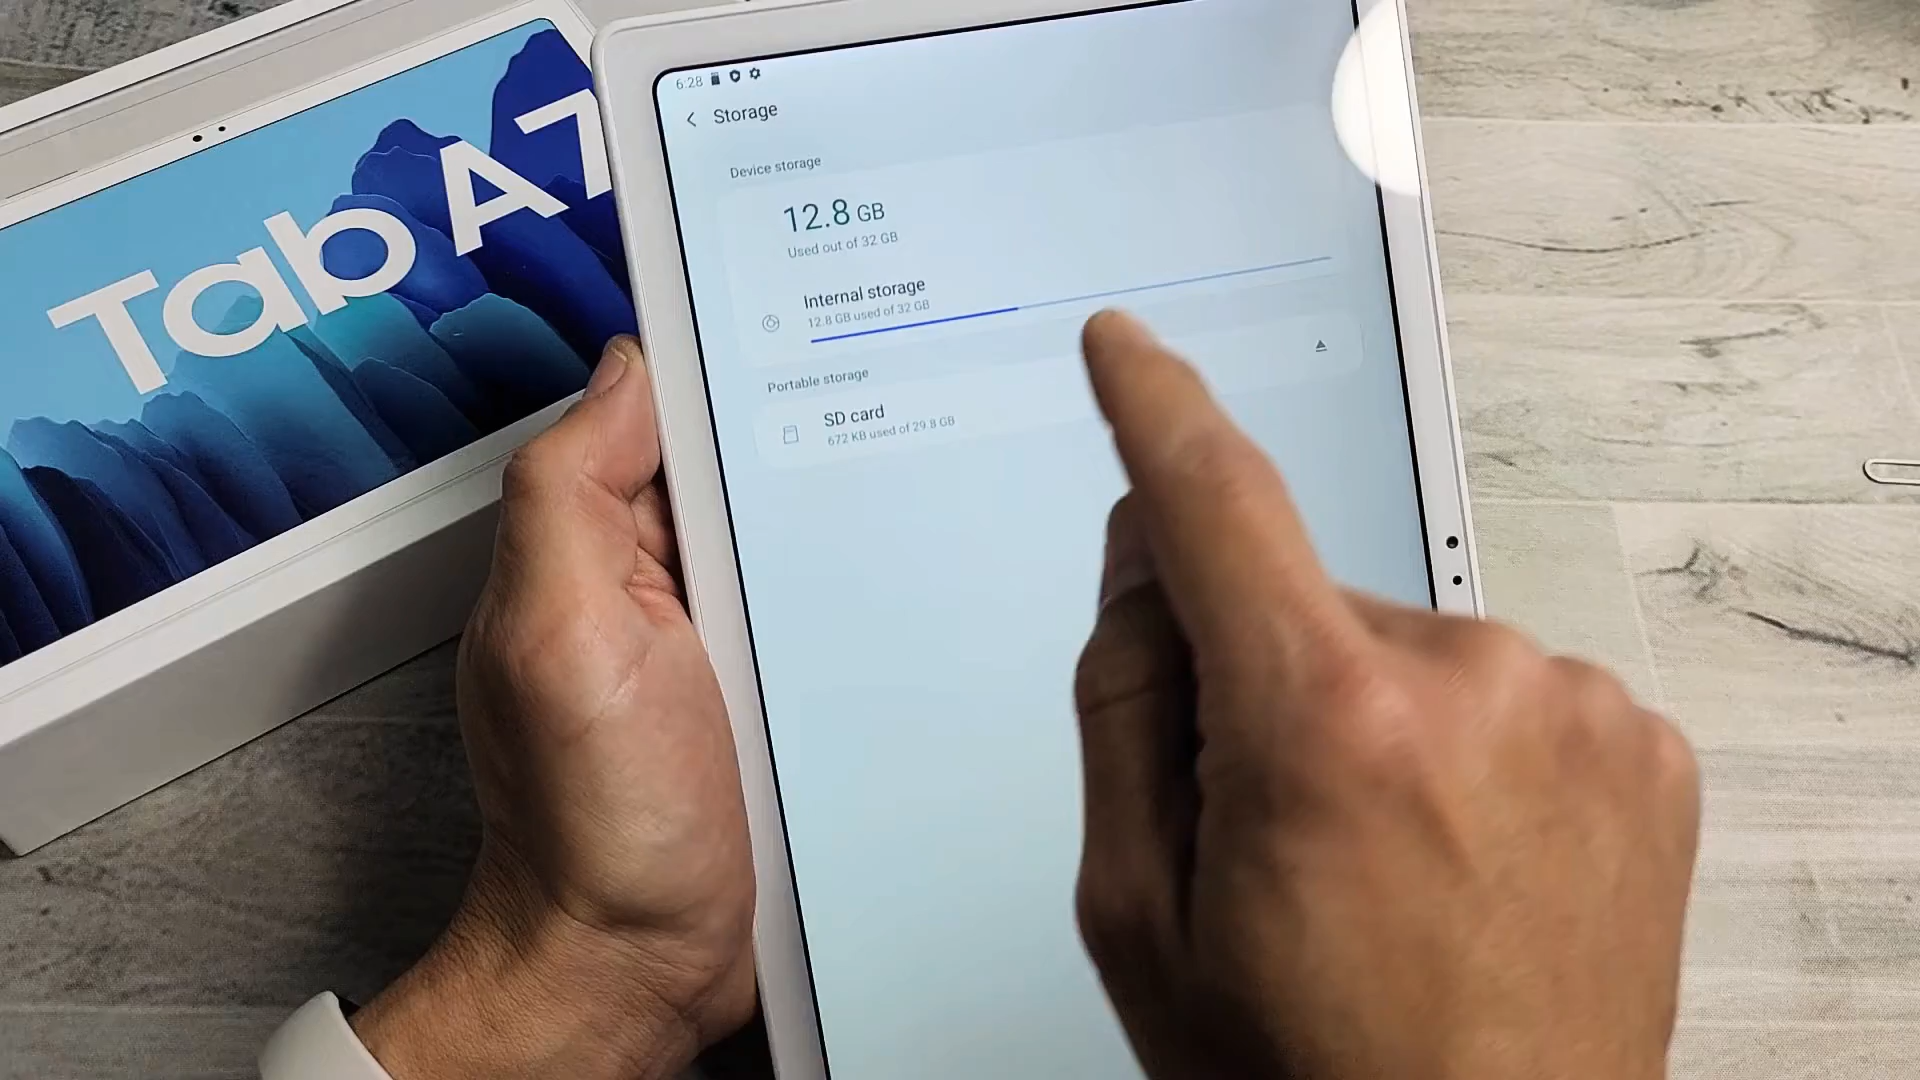 Tab A7
6:28
Storage
Device storage
12.8 GB
Used out of 32 GB
Internal storage
12.8 GB used of 32 GB
Portable storage
SD card
672 KB used of 29.8 GB